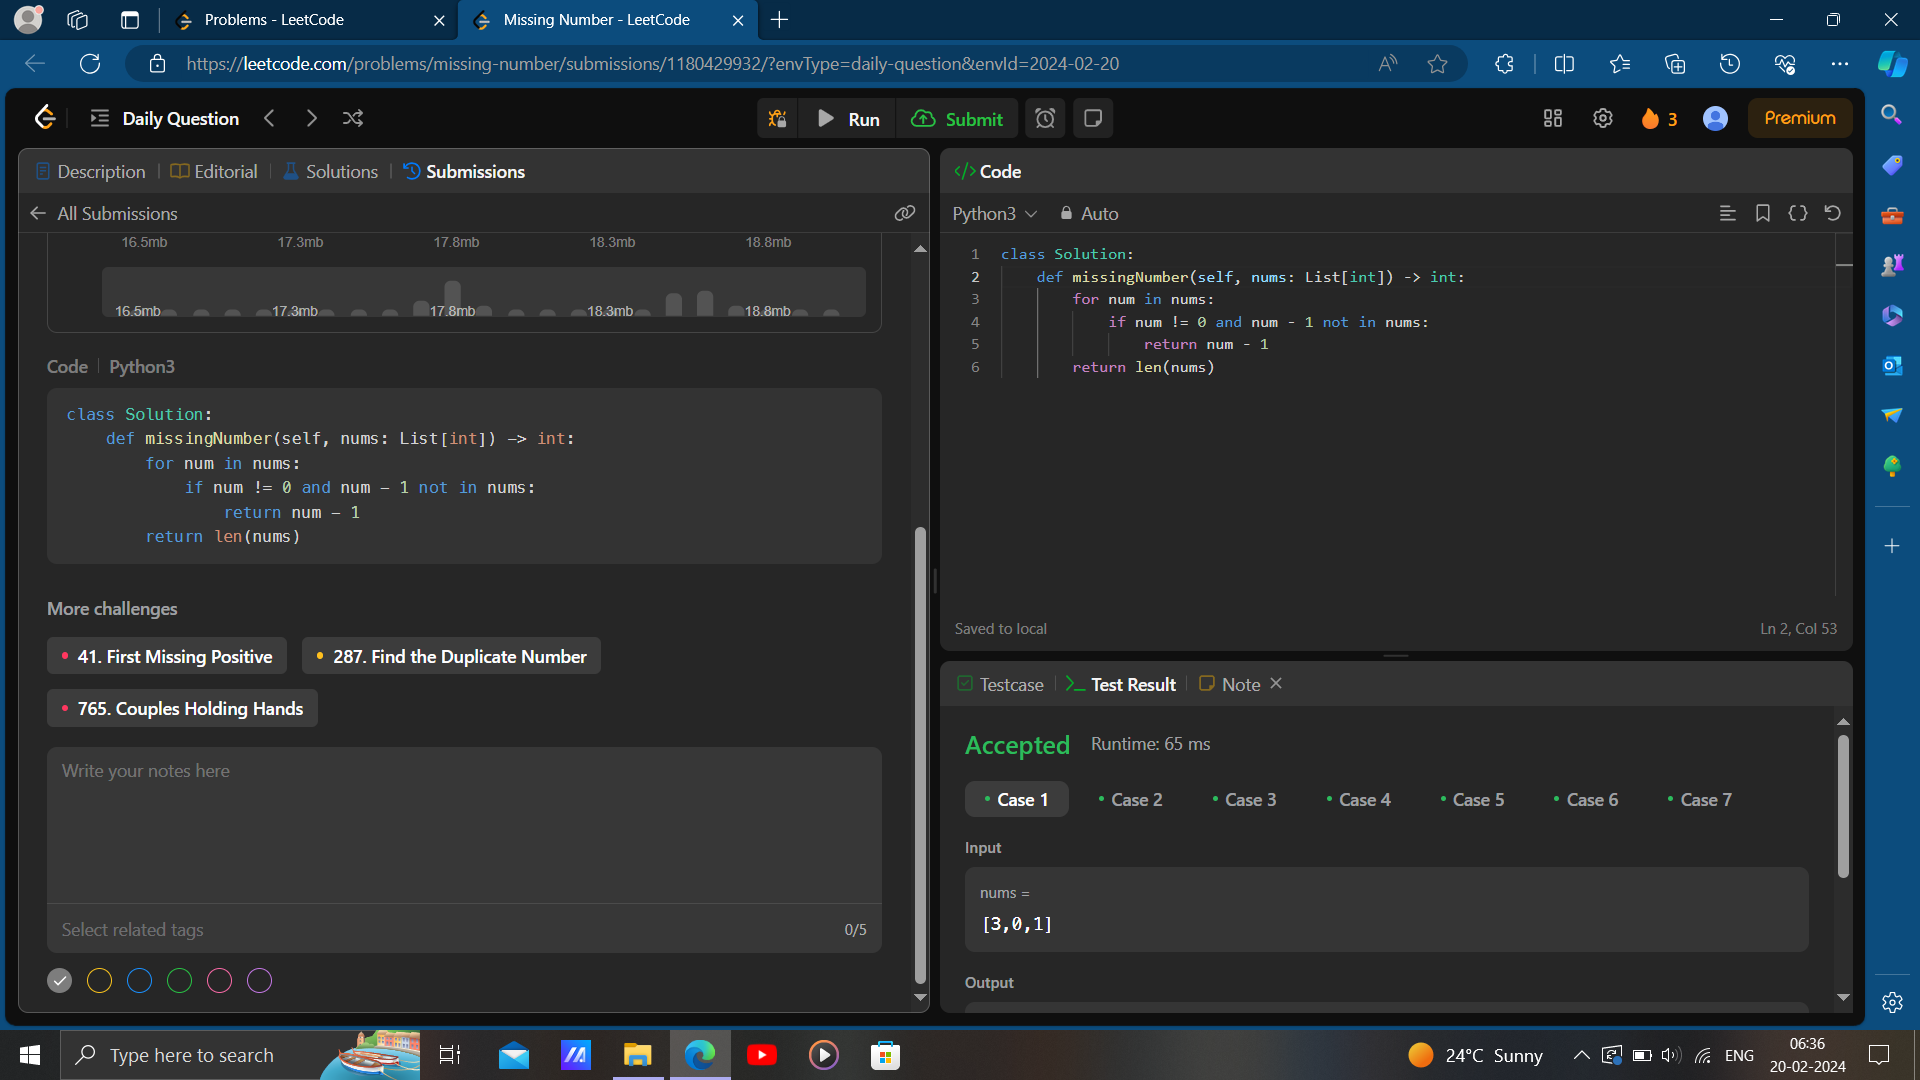 Problems - LeetCode
Missing Number - LeetCode
https://leetcode.com/problems/missing-number/submissions/1180429932/?envType=daily-question&envId=2024-02-20
Daily Question
Run
Submit
3
Premium
Description
Editorial
Solutions
Submissions
All Submissions
16.5mb 17.3mb 17.8mb 18.3mb 18.8mb
16.5mb 17.3mb 17.8mb 18.3mb 18.8mb
Code
Python3
class Solution:
    def missingNumber(self, nums: List[int]) -> int:
        for num in nums:
            if num != 0 and num - 1 not in nums:
                return num - 1
        return len(nums)
More challenges
41. First Missing Positive
287. Find the Duplicate Number
765. Couples Holding Hands
Write your notes here
Select related tags
0/5
Code
Python3
Auto
1 class Solution:
2     def missingNumber(self, nums: List[int]) -> int:
3         for num in nums:
4             if num != 0 and num - 1 not in nums:
5                 return num - 1
6         return len(nums)
Saved to local
Ln 2, Col 53
Testcase
Test Result
Note
Accepted
Runtime: 65 ms
Case 1
Case 2
Case 3
Case 4
Case 5
Case 6
Case 7
Input
nums =
[3,0,1]
Output
Type here to search
24°C Sunny
ENG
06:36
20-02-2024